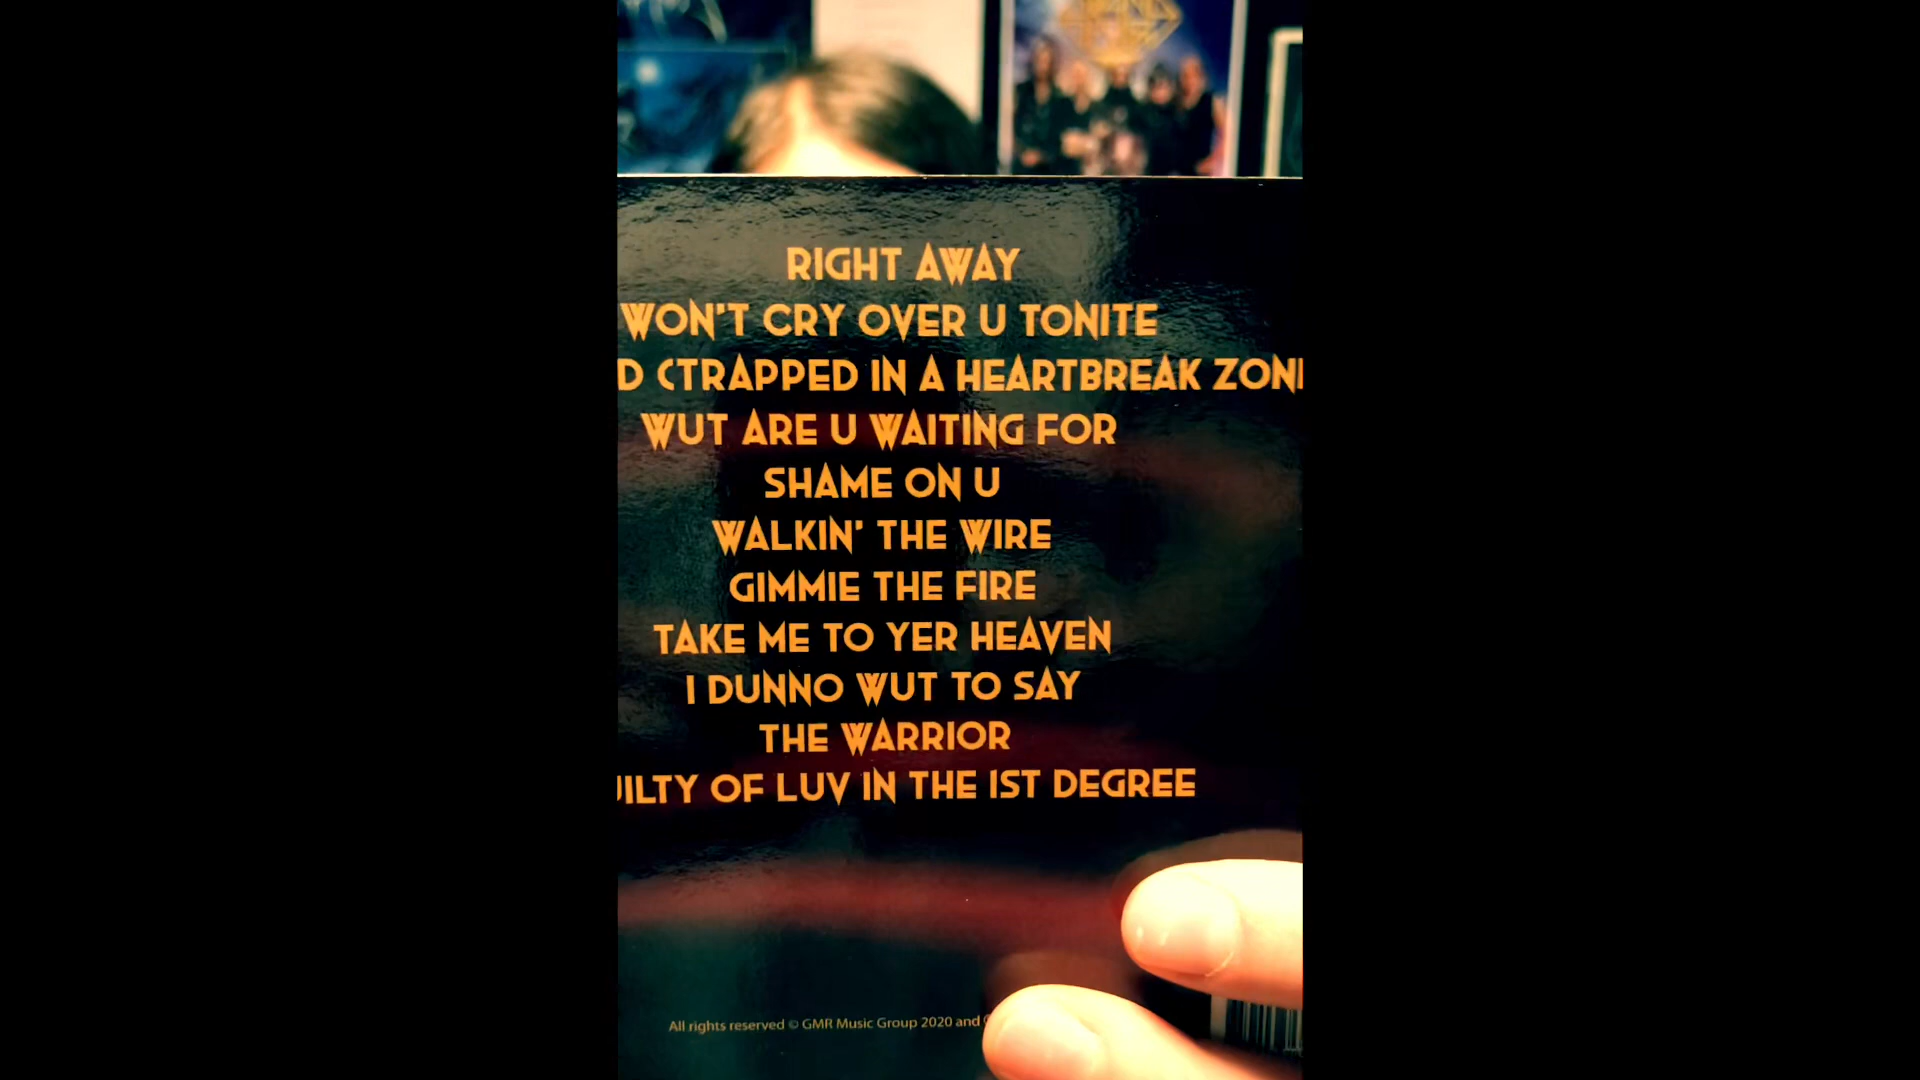 RIGHT AWAY
WON'T CRY OVER U TONITE
D CTRAPPED IN A HEARTBREAK ZON
WUT ARE U WAITING FOR
SHAME ON U
WALKIN' THE WIRE
GIMMIE THE FIRE
TAKE ME TO YER HEAVEN
I DUNNO WUT TO SAY
THE WARRIOR
UILTY OF LUV IN THE 1ST DEGREE
All rights reserved © GMR Music Group 2020 and